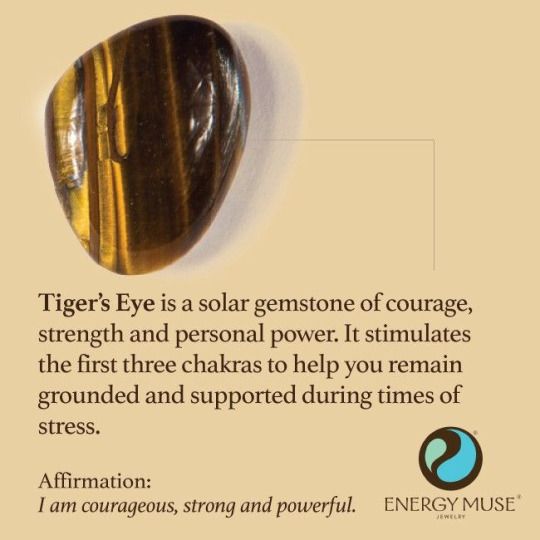 Tiger's Eye is a solar gemstone of courage,
strength and personal power. It stimulates
the first three chakras to help you remain
grounded and supported during times of
stress.
Affirmation:
I am courageous, strong and powerful.
ENERGY MUSE®
JEWELRY